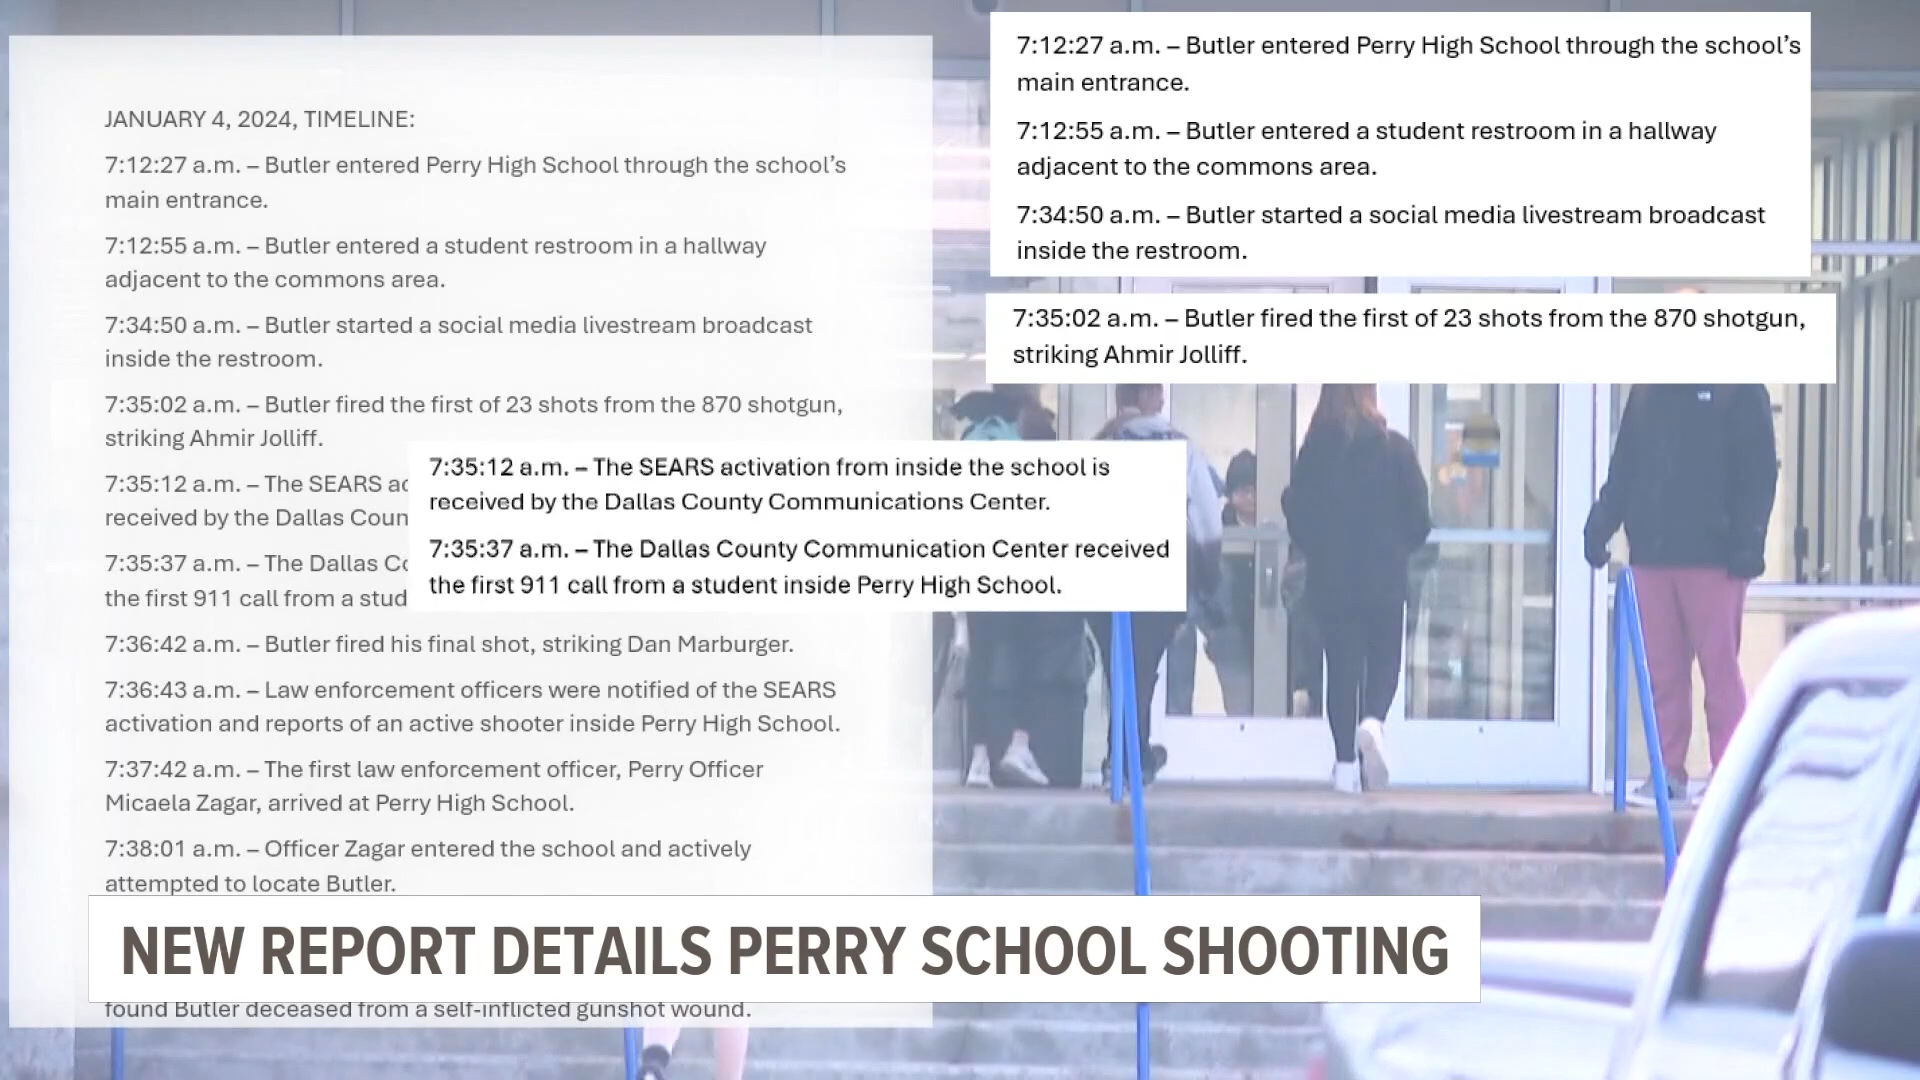 JANUARY 4, 2024, TIMELINE:
7:12:27 a.m. – Butler entered Perry High School through the school’s
main entrance.
7:12:55 a.m. – Butler entered a student restroom in a hallway
adjacent to the commons area.
7:34:50 a.m. – Butler started a social media livestream broadcast
inside the restroom.
7:35:02 a.m. – Butler fired the first of 23 shots from the 870 shotgun,
striking Ahmir Jolliff.
7:35:12 a.m. – The SEARS
received by the Dallas
7:35:37 a.m. – The Dallas
the first 911 call from a
7:36:42 a.m. – Butler fired his final shot, striking Dan Marburger.
7:36:43 a.m. – Law enforcement officers were notified of the SEARS
activation and reports of an active shooter inside Perry High School.
7:37:42 a.m. – The first law enforcement officer, Perry Officer
Micaela Zagar, arrived at Perry High School.
7:38:01 a.m. – Officer Zagar entered the school and actively
attempted to locate Butler.
found Butler deceased from a self-inflicted gunshot wound.
7:12:27 a.m. – Butler entered Perry High School through the school’s
main entrance.
7:12:55 a.m. – Butler entered a student restroom in a hallway
adjacent to the commons area.
7:34:50 a.m. – Butler started a social media livestream broadcast
inside the restroom.
7:35:02 a.m. – Butler fired the first of 23 shots from the 870 shotgun,
striking Ahmir Jolliff.
7:35:12 a.m. – The SEARS activation from inside the school is
received by the Dallas County Communications Center.
7:35:37 a.m. – The Dallas County Communication Center received
the first 911 call from a student inside Perry High School.
NEW REPORT DETAILS PERRY SCHOOL SHOOTING